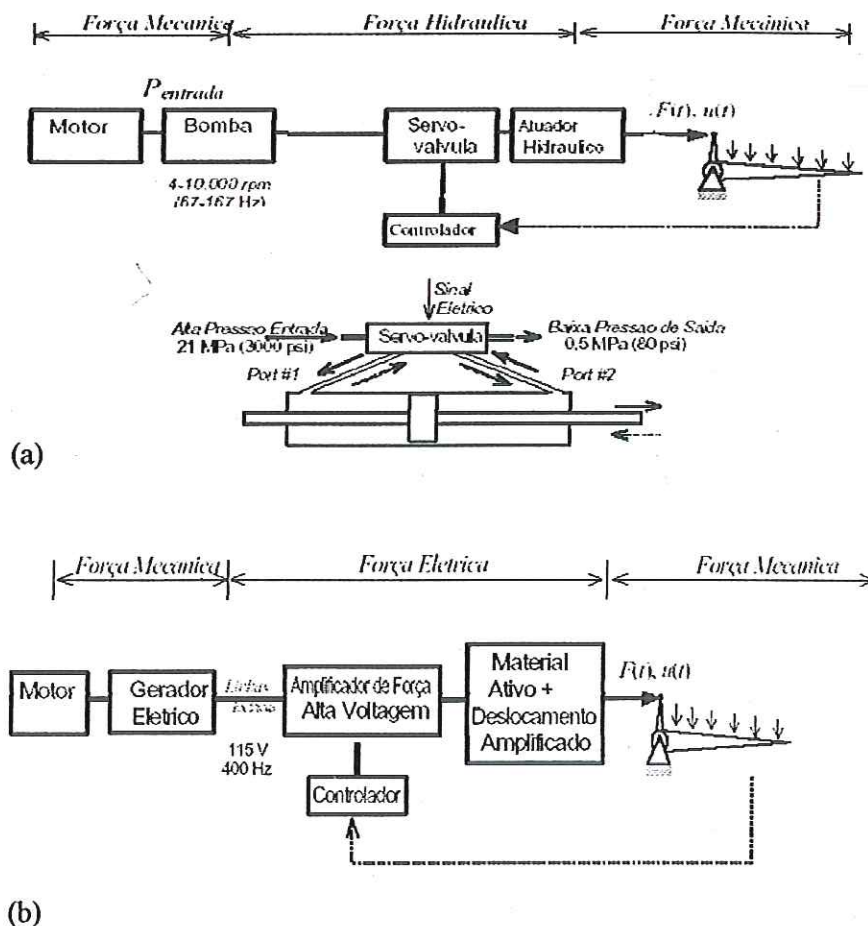 Força Mecanica Força Hidraulica Força Mecánica
P entrada
Motor Bomba Servo- Atuador F(t), u(t)
valvula Hidraulico
4-10.000 rpm
(67-167 Hz)
Controlador
Sinal
Eletrico
Alta Pressao Entrada Servo-valvula Baixa Pressao de Saida
21 MPa (3000 psi) 0,5 MPa (80 psi)
Port #1 Port #2
(a)
Força Mecanica Força Eletrica Força Mecanica
Motor Gerador Linhas Amplificador de Força Material F(t), u(t)
Eletrico Alta Voltagem Ativo +
Deslocamento
Amplificado
115 V
400 Hz
Controlador
(b)